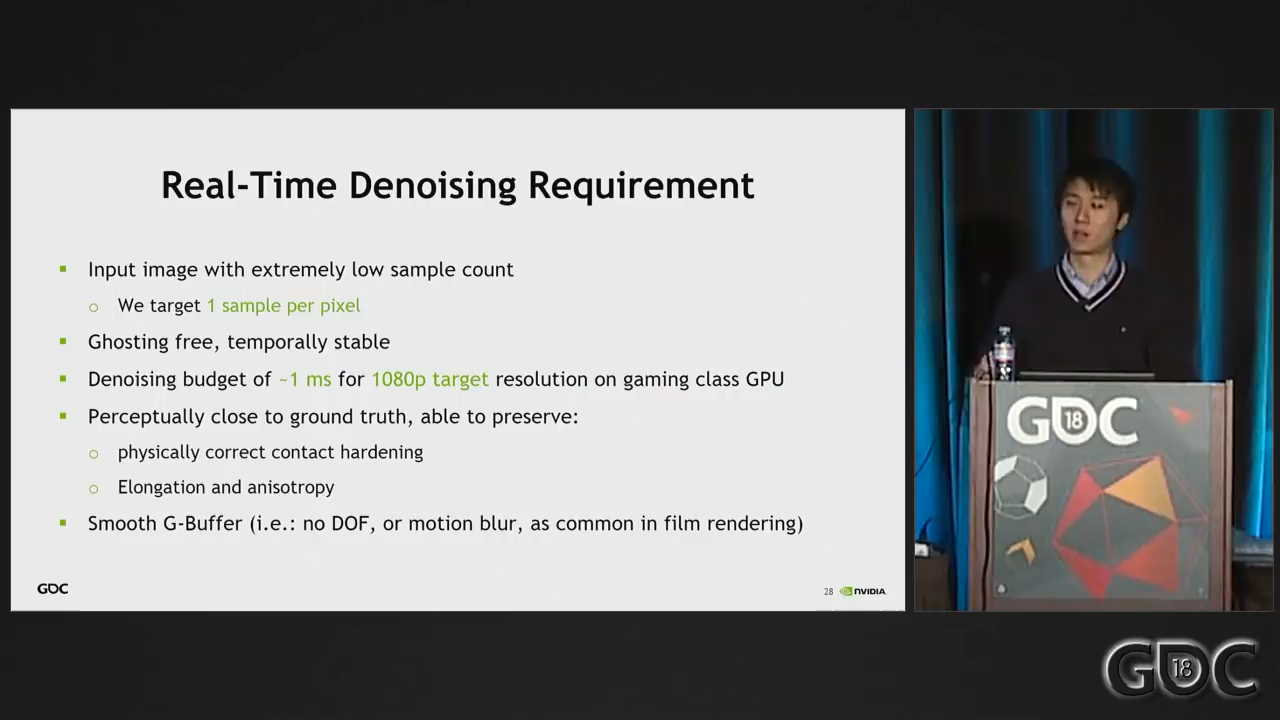 Real-Time Denoising Requirement
Input image with extremely low sample count
We target 1 sample per pixel
Ghosting free, temporally stable
Denoising budget of ~1 ms for 1080p target resolution on gaming class GPU
Perceptually close to ground truth, able to preserve:
physically correct contact hardening
Elongation and anisotropy
Smooth G-Buffer (i.e.: no DOF, or motion blur, as common in film rendering)
GDC
28 NVIDIA
GDC 18
GDC 18